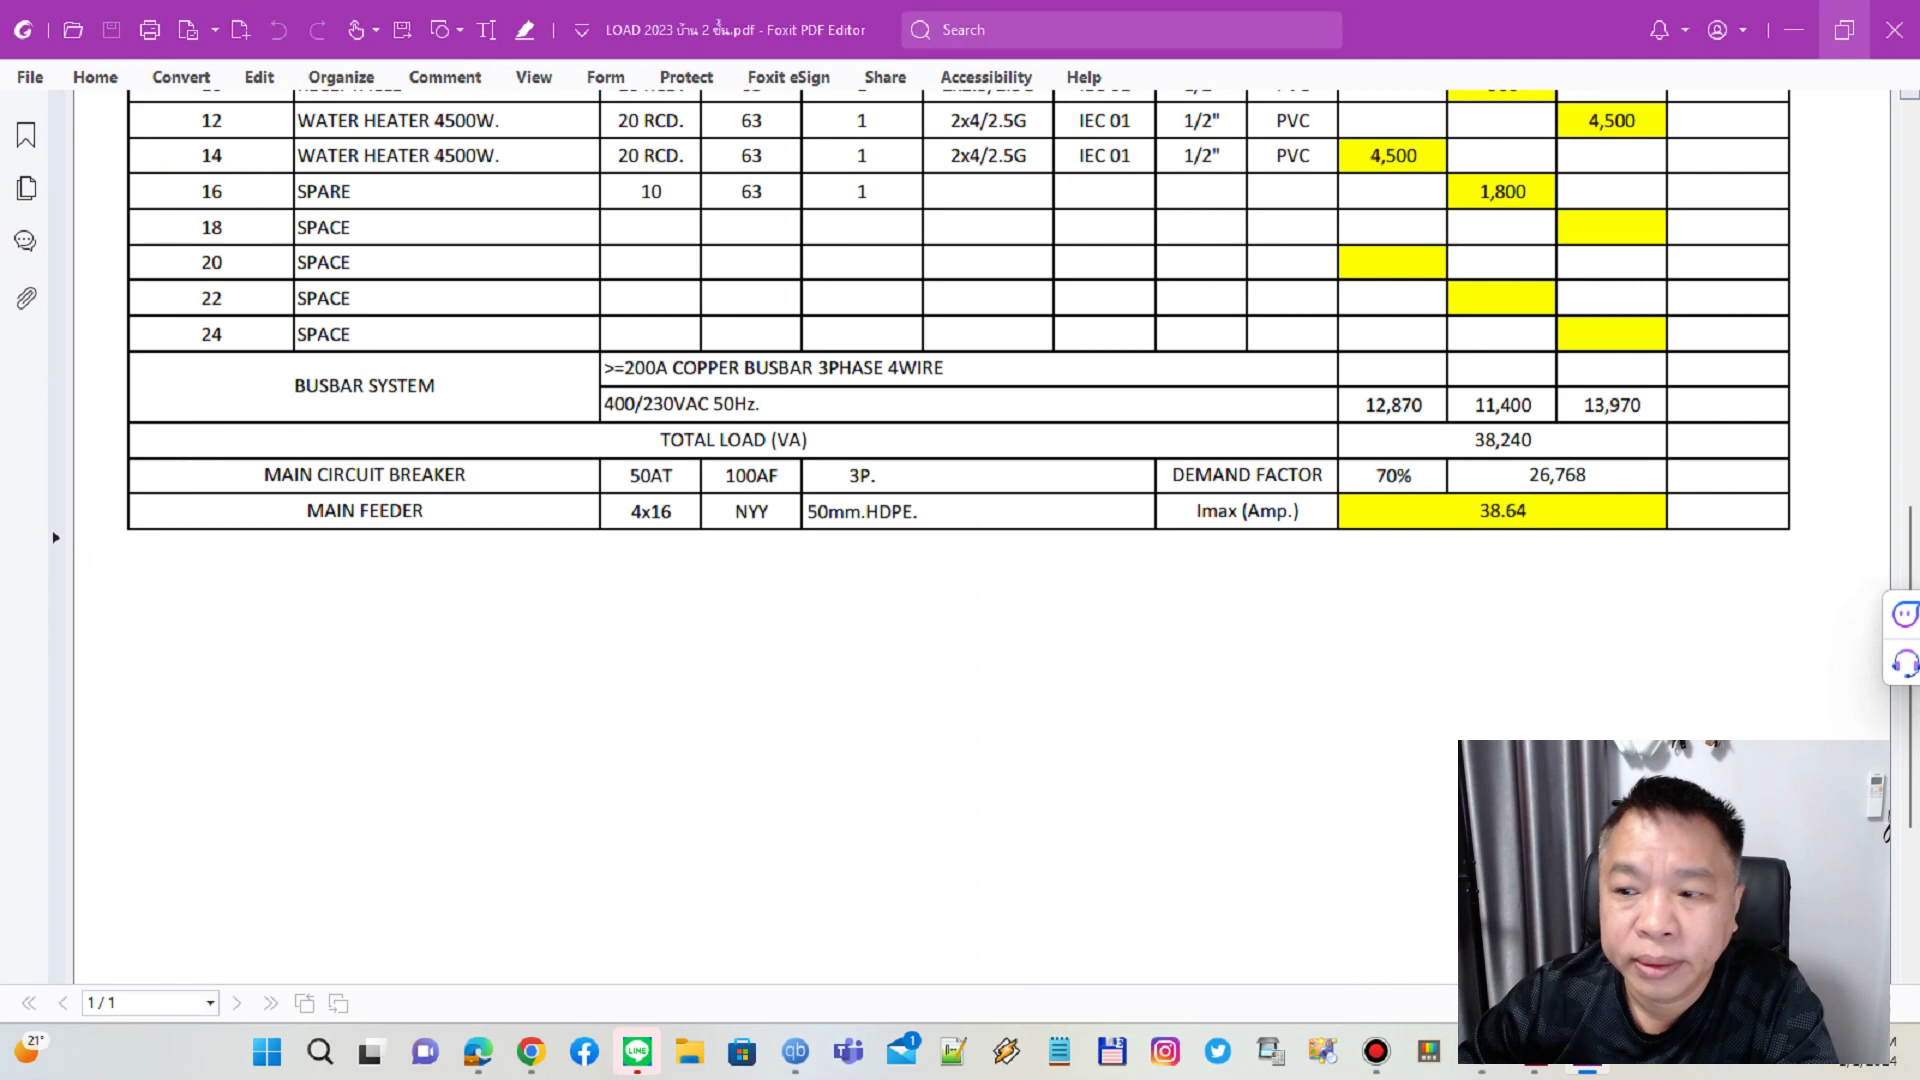 LOAD 2023 บ้าน 2 ชั้น.pdf - Foxit PDF Editor
Search
File Home Convert Edit Organize Comment View Form Protect Foxit eSign Share Accessibility Help
12 WATER HEATER 4500W. 20 RCD. 63 1 2x4/2.5G IEC 01 1/2" PVC 4,500
14 WATER HEATER 4500W. 20 RCD. 63 1 2x4/2.5G IEC 01 1/2" PVC 4,500
16 SPARE 10 63 1 1,800
18 SPACE
20 SPACE
22 SPACE
24 SPACE
BUSBAR SYSTEM
>=200A COPPER BUSBAR 3PHASE 4WIRE
400/230VAC 50Hz. 12,870 11,400 13,970
TOTAL LOAD (VA) 38,240
MAIN CIRCUIT BREAKER 50AT 100AF 3P. DEMAND FACTOR 70% 26,768
MAIN FEEDER 4x16 NYY 50mm.HDPE. Imax (Amp.) 38.64
1 / 1
21°
LINE
qb
1